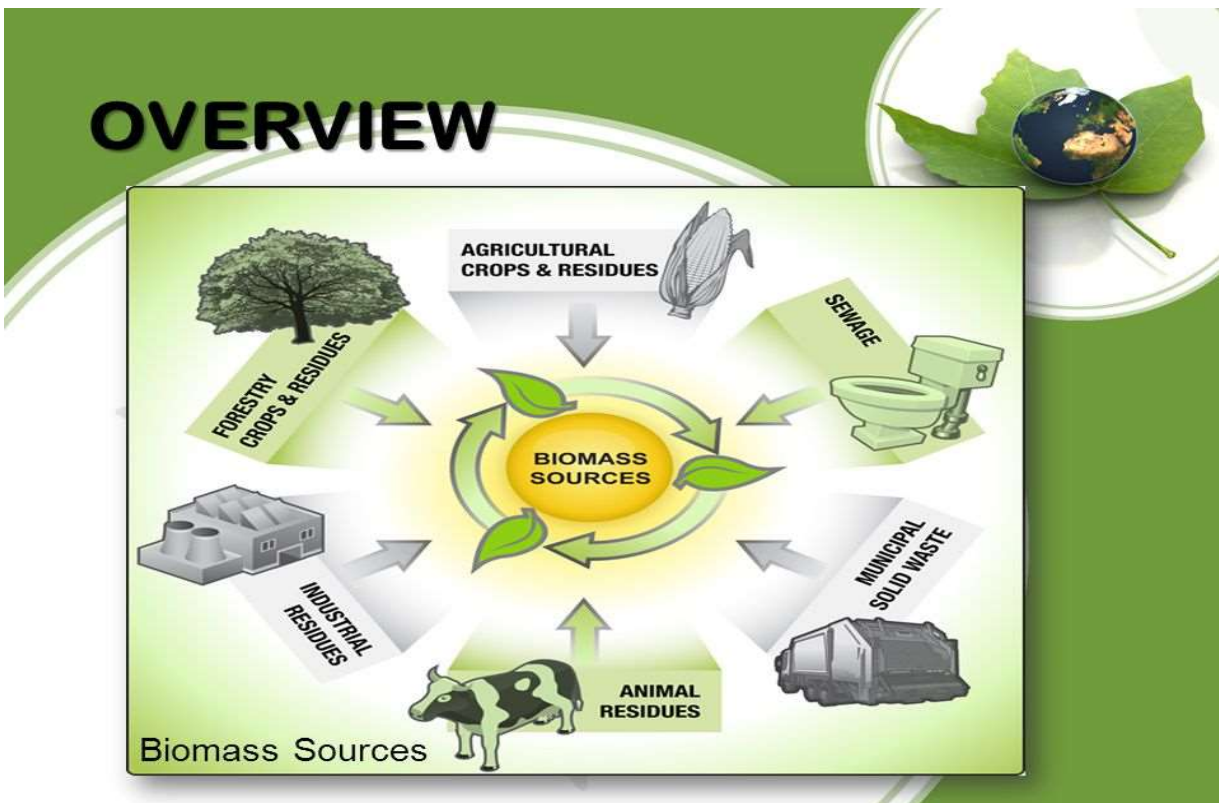 OVERVIEW
AGRICULTURAL
CROPS & RESIDUES
SEWAGE
FORESTRY
CROPS & RESIDUES
BIOMASS
SOURCES
MUNICIPAL
SOLID WASTE
INDUSTRIAL
RESIDUES
ANIMAL
RESIDUES
Biomass Sources